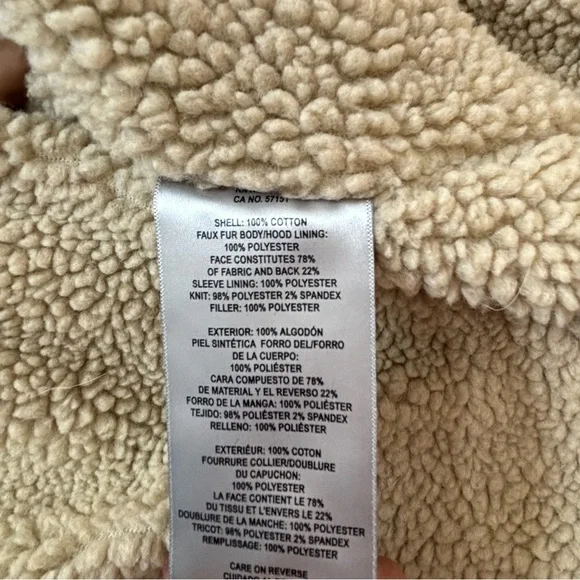 CA NO. 57151
SHELL: 100% COTTON
FAUX FUR BODY/HOOD LINING:
100% POLYESTER
FACE CONSTITUTES 78%
OF FABRIC AND BACK 22%
SLEEVE LINING: 100% POLYESTER
KNIT: 98% POLYESTER 2% SPANDEX
FILLER: 100% POLYESTER
EXTERIOR: 100% ALGODÓN
PIEL SINTÉTICA FORRO DEL/FORRO
DE LA CUERPO:
100% POLIÉSTER
CARA COMPUESTO DE 78%
DE MATERIAL Y EL REVERSO 22%
FORRO DE LA MANGA: 100% POLIÉSTER
TEJIDO: 98% POLIÉSTER 2% SPANDEX
RELLENO: 100% POLIÉSTER
EXTERIEÚR: 100% COTON
FOURRURE COLLIER/DOUBLURE
DU CAPUCHON:
100% POLYESTER
LA FACE CONTIENT LE 78%
DU TISSU ET L'ENVERS LE 22%
DOUBLURE DE LA MANCHE: 100% POLYESTER
TRICOT: 98% POLYESTER 2% SPANDEX
REMPLISSAGE: 100% POLYESTER
CARE ON REVERSE